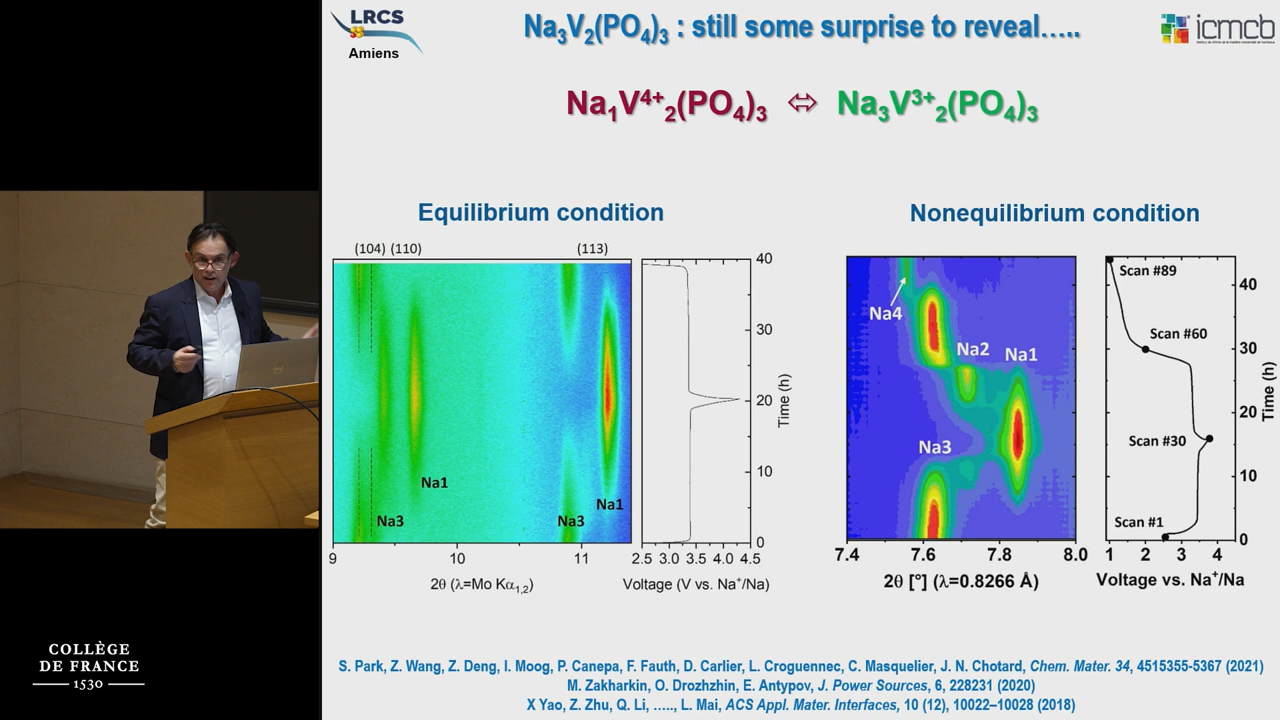 LRCS
Amiens
Na₃V₂(PO₄)₃ : still some surprise to reveal.....
icmcb
Na₁V⁴⁺₂(PO₄)₃ ⬄ Na₃V³⁺₂(PO₄)₃
Equilibrium condition
Nonequilibrium condition
(104) (110) (113)
Na1
Na3
Na3
Na1
9 10 11
2θ (λ=Mo Kα₁,₂)
40
30
20
10
0
Time (h)
2.5 3.0 3.5 4.0 4.5
Voltage (V vs. Na⁺/Na)
Na4
Na2
Na1
Na3
7.4 7.6 7.8 8.0
2θ [°] (λ=0.8266 Å)
Scan #89
Scan #60
Scan #30
Scan #1
40
30
20
10
0
Time (h)
1 2 3 4
Voltage vs. Na⁺/Na
COLLÈGE
DE FRANCE
1530
S. Park, Z. Wang, Z. Deng, I. Moog, P. Canepa, F. Fauth, D. Carlier, L. Croguennec, C. Masquelier, J. N. Chotard, Chem. Mater. 34, 4515355-5367 (2021)
M. Zakharkin, O. Drozhzhin, E. Antypov, J. Power Sources, 6, 228231 (2020)
X Yao, Z. Zhu, Q. Li, ....., L. Mai, ACS Appl. Mater. Interfaces, 10 (12), 10022–10028 (2018)